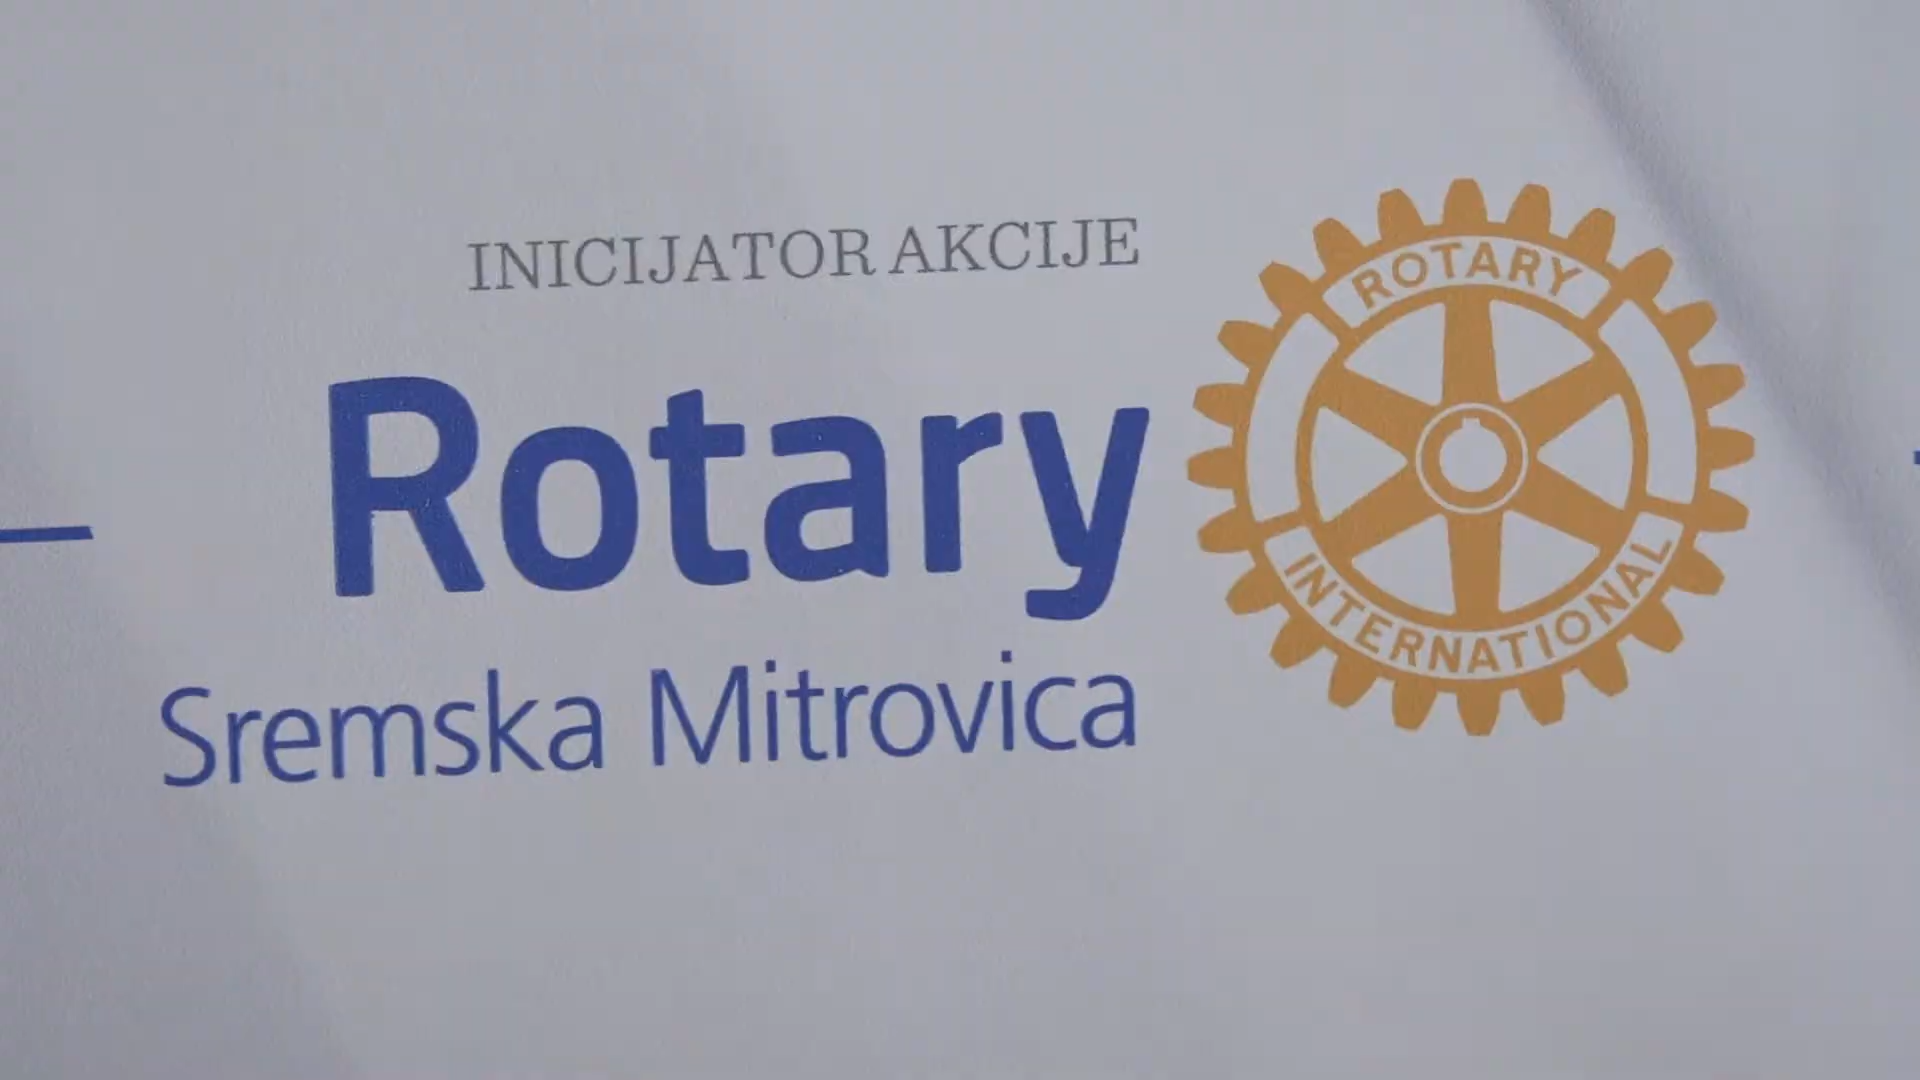 INICIJATOR AKCIJE
Rotary
Sremska Mitrovica
ROTARY
INTERNATIONAL